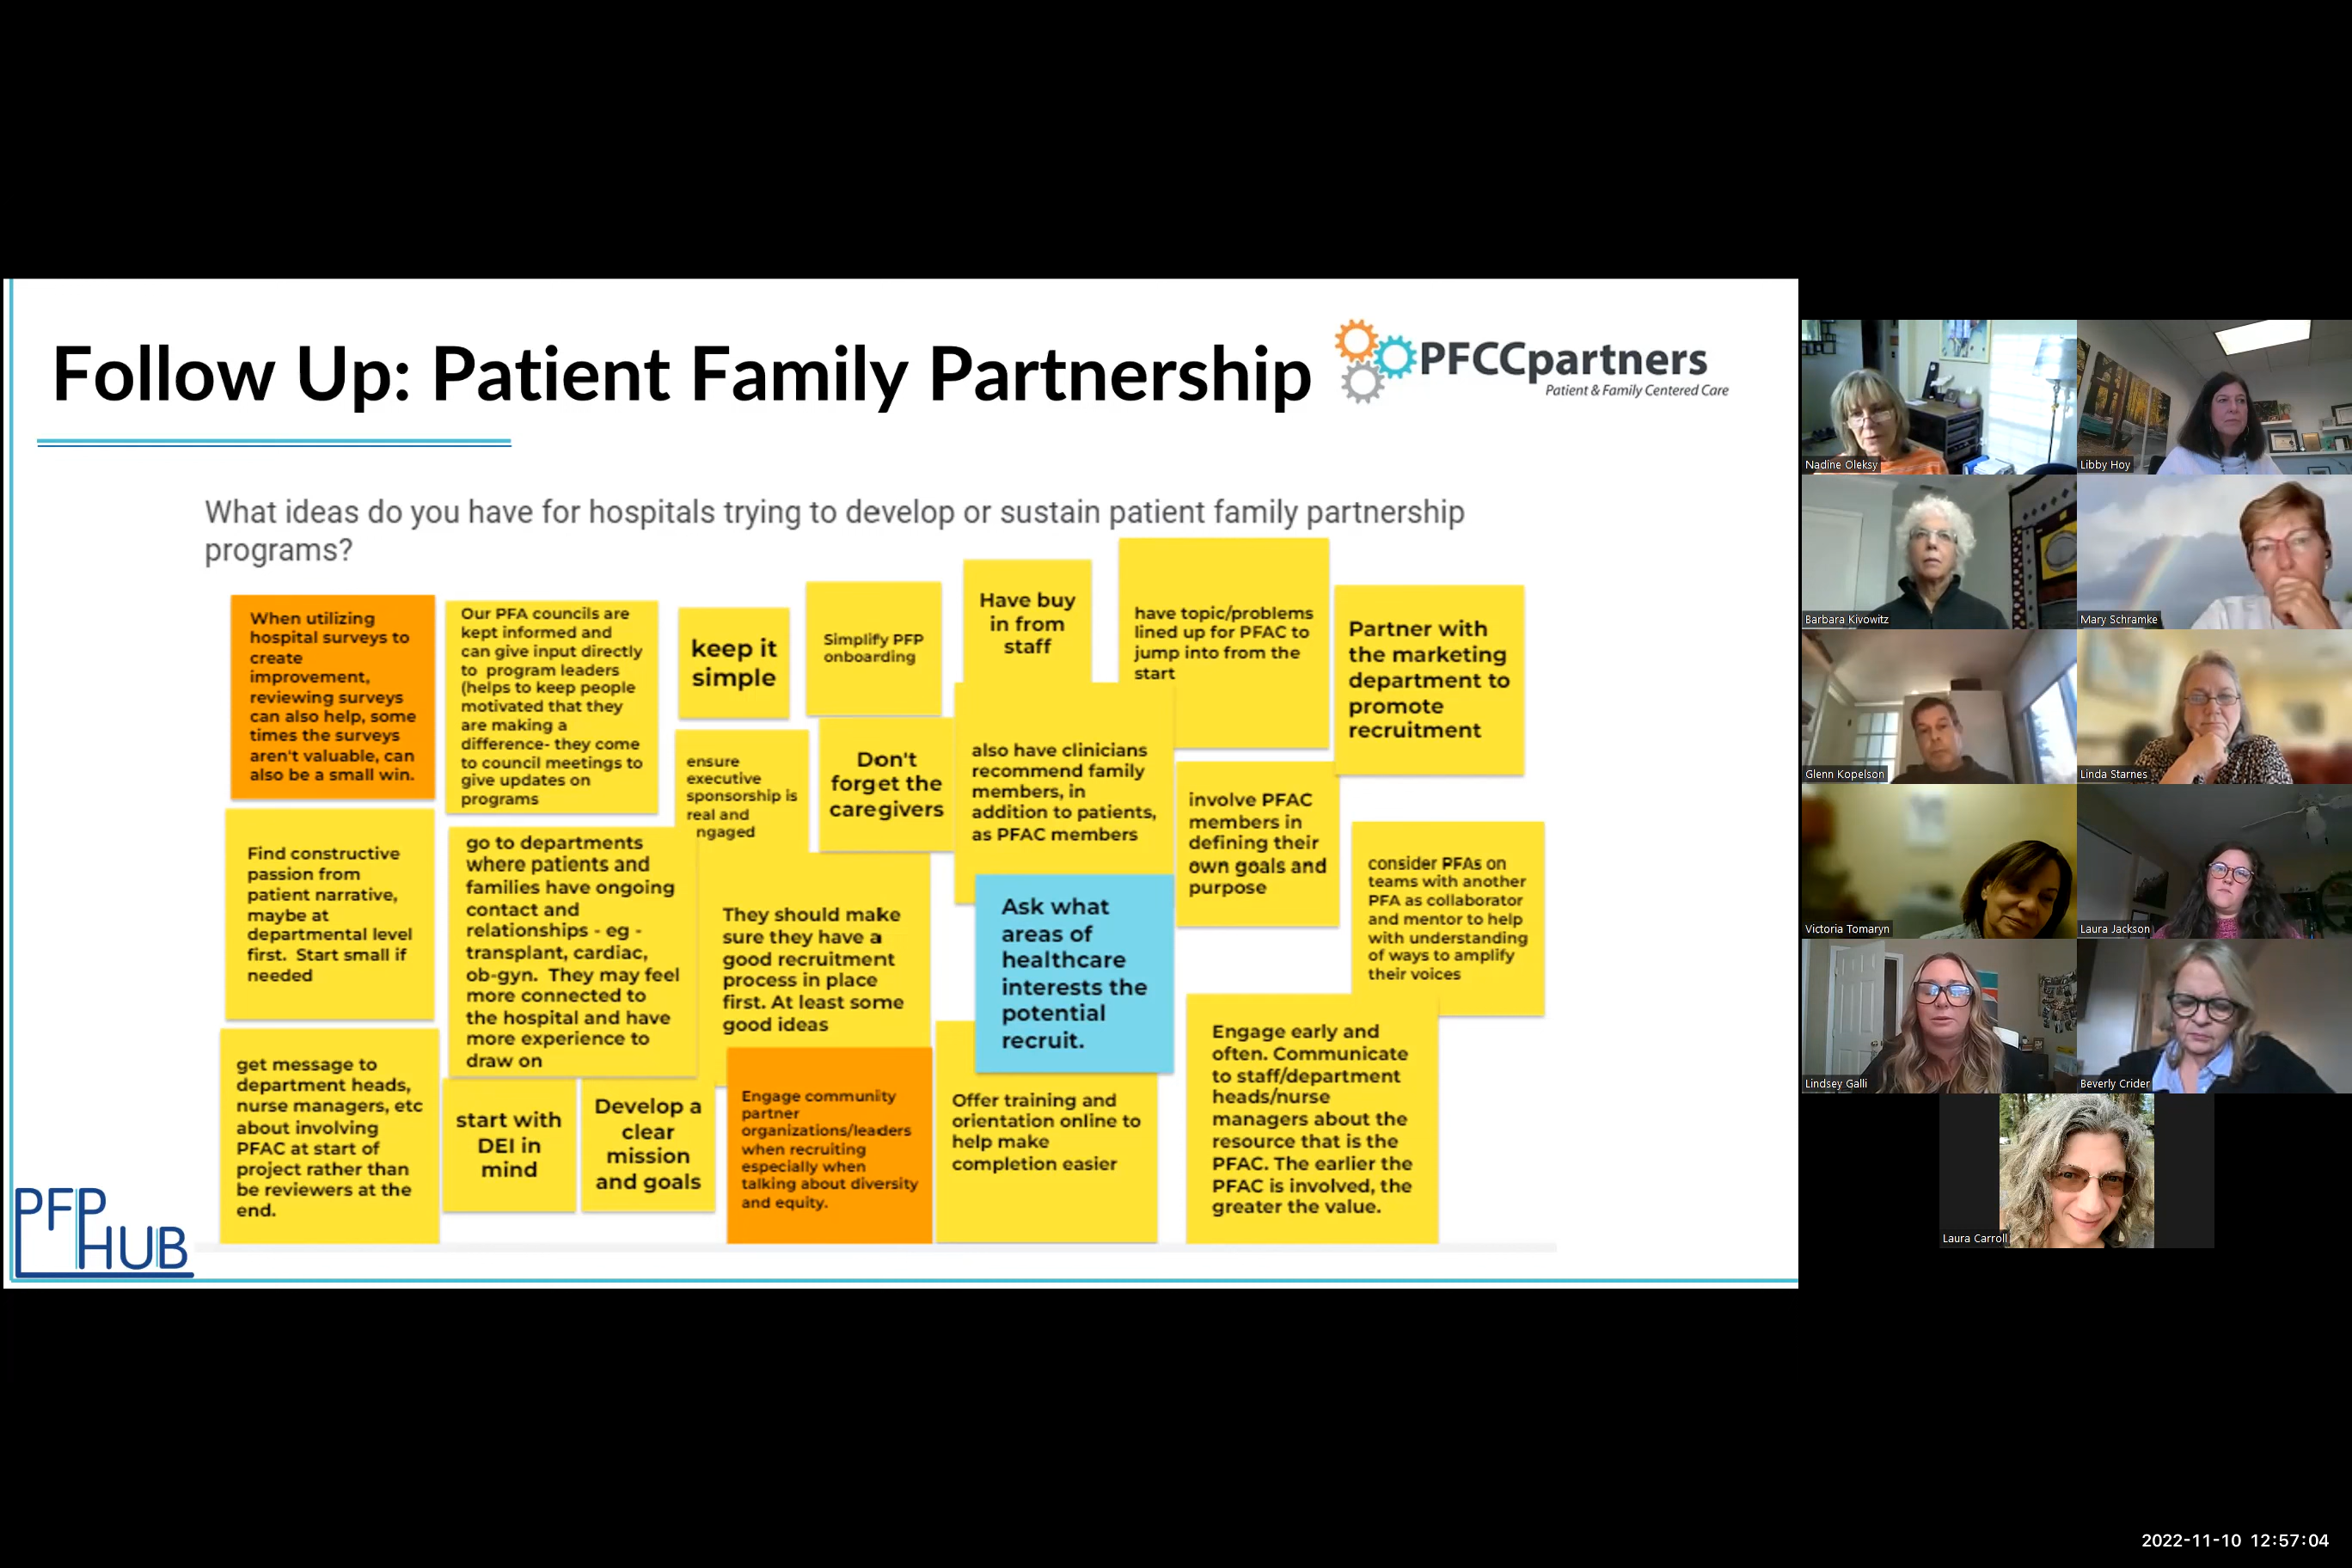 Follow Up: Patient Family Partnership
PFCCpartners
Patient & Family Centered Care
What ideas do you have for hospitals trying to develop or sustain patient family partnership
programs?
When utilizing
hospital surveys to
create
improvement,
reviewing surveys
can also help, some
times the surveys
aren't valuable, can
also be a small win.
Our PFA councils are
kept informed and
can give input directly
to program leaders
(helps to keep people
motivated that they
are making a
difference- they come
to council meetings to
give updates on
programs
keep it
simple
Simplify PFP
onboarding
Have buy
in from
staff
have topic/problems
lined up for PFAC to
jump into from the
start
Partner with
the marketing
department to
promote
recruitment
ensure
executive
sponsorship is
real and
ngaged
Don't
forget the
caregivers
also have clinicians
recommend family
members, in
addition to patients,
as PFAC members
involve PFAC
members in
defining their
own goals and
purpose
consider PFAs on
teams with another
PFA as collaborator
and mentor to help
with understanding
of ways to amplify
their voices
Find constructive
passion from
patient narrative,
maybe at
departmental level
first. Start small if
needed
go to departments
where patients and
families have ongoing
contact and
relationships - eg -
transplant, cardiac,
ob-gyn. They may feel
more connected to
the hospital and have
more experience to
draw on
They should make
sure they have a
good recruitment
process in place
first. At least some
good ideas
Ask what
areas of
healthcare
interests the
potential
recruit.
get message to
department heads,
nurse managers, etc
about involving
PFAC at start of
project rather than
be reviewers at the
end.
start with
DEI in
mind
Develop a
clear
mission
and goals
Engage community
partner
organizations/leaders
when recruiting
especially when
talking about diversity
and equity.
Offer training and
orientation online to
help make
completion easier
Engage early and
often. Communicate
to staff/department
heads/nurse
managers about the
resource that is the
PFAC. The earlier the
PFAC is involved, the
greater the value.
PFP
HUB
Nadine Oleksy
Libby Hoy
Barbara Kivowitz
Mary Schramke
Glenn Kopelson
Linda Starnes
Victoria Tomaryn
Laura Jackson
Lindsey Galli
Beverly Crider
Laura Carroll
2022-11-10 12:57:04